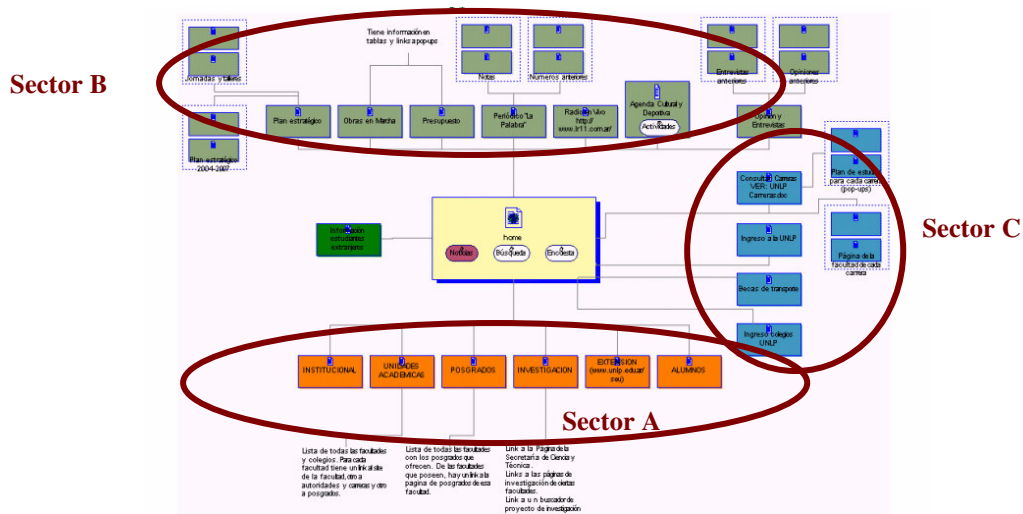 Tiene información en
tablas y links a pop-ups
Jornadas y talleres
Notas
Números anteriores
Entrevistas
anteriores
Opiniones
anteriores
Sector B
Plan estratégico
Obras en Marcha
Presupuesto
Periódico "La
Palabra"
Radio en Vivo
http://
www.lr11.com.ar/
Agenda Cultural y
Deportiva
Actividades
Opinión y
Entrevistas
Plan estratégico
2004-2007
Consultar Carreras
VER: UNLP
Carreras.doc
Plan de estudio
para cada carrera
(pop-ups)
Sector C
Información
estudiantes
extranjeros
home
Noticias
Búsqueda
Encuesta
Ingreso a la UNLP
Página de la
facultad de cada
carrera
Becas de transporte
Ingreso colegios
UNLP
INSTITUCIONAL
UNIDADES
ACADEMICAS
POSGRADOS
INVESTIGACION
EXTENSION
(www.unlp.edu.ar/
seu)
ALUMNOS
Sector A
Lista de todas las facultades
y colegios. Para cada
facultad tiene un link al site
de la facultad, otro a
autoridades y carreras y otro
a posgrados.
Lista de todas las facultades
con los posgrados que
ofrecen. De las facultades
que poseen, hay un link a la
pagina de posgrados de esa
facultad.
Link a la Página de la
Secretaría de Ciencia y
Técnica.
Links a las páginas de
investigación de ciertas
facultades.
Link a un buscador de
proyecto de investigación